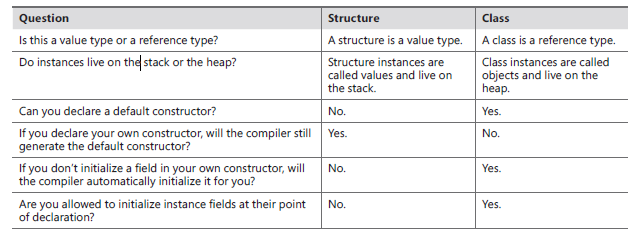 Question Structure Class
Is this a value type or a reference type? A structure is a value type. A class is a reference type.
Do instances live on the stack or the heap? Structure instances are Class instances are called
called values and live on objects and live on the
the stack. heap.
Can you declare a default constructor? No. Yes.
If you declare your own constructor, will the compiler still Yes. No.
generate the default constructor?
If you don't initialize a field in your own constructor, will No. Yes.
the compiler automatically initialize it for you?
Are you allowed to initialize instance fields at their point No. Yes.
of declaration?